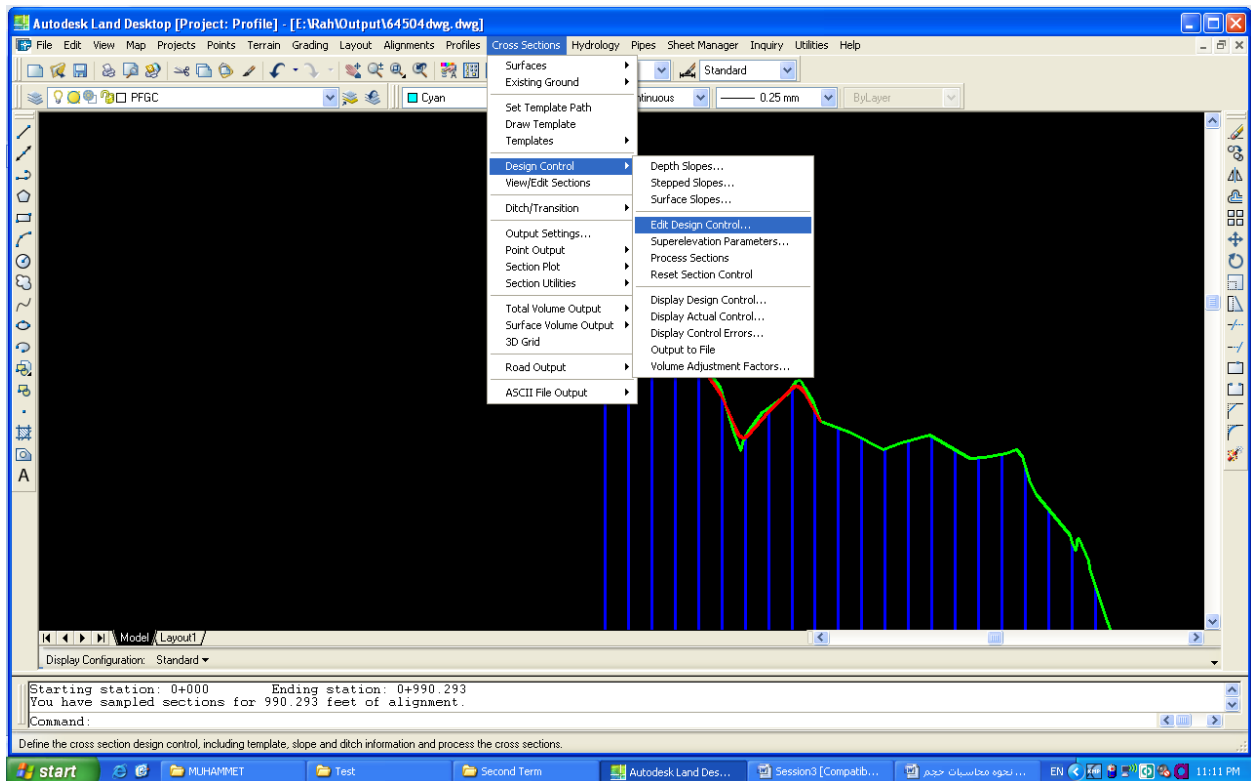 Autodesk Land Desktop [Project: Profile] - [E:\Rah\Output\64504dwg.dwg]
File Edit View Map Projects Points Terrain Grading Layout Alignments Profiles Cross Sections Hydrology Pipes Sheet Manager Inquiry Utilities Help
Standard
PFGC
Cyan
ntinuous
0.25 mm
ByLayer
Surfaces
Existing Ground
Set Template Path
Draw Template
Templates
Design Control
View/Edit Sections
Ditch/Transition
Output Settings...
Point Output
Section Plot
Section Utilities
Total Volume Output
Surface Volume Output
3D Grid
Road Output
ASCII File Output
Depth Slopes...
Stepped Slopes...
Surface Slopes...
Edit Design Control...
Superelevation Parameters...
Process Sections
Reset Section Control
Display Design Control...
Display Actual Control...
Display Control Errors...
Output to File
Volume Adjustment Factors...
A
Model Layout1
Display Configuration: Standard
Starting station: 0+000 Ending station: 0+990.293
You have sampled sections for 990.293 feet of alignment.
Command:
Define the cross section design control, including template, slope and ditch information and process the cross sections.
start MUHAMMET Test Second Term Autodesk Land Des... Session3 [Compatib... نحوه محاسبات حجم ... EN 11:11 PM